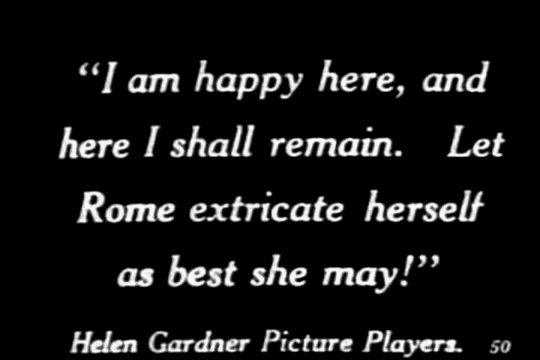 “I am happy here, and
here I shall remain. Let
Rome extricate herself
as best she may!”
Helen Gardner Picture Players. 50